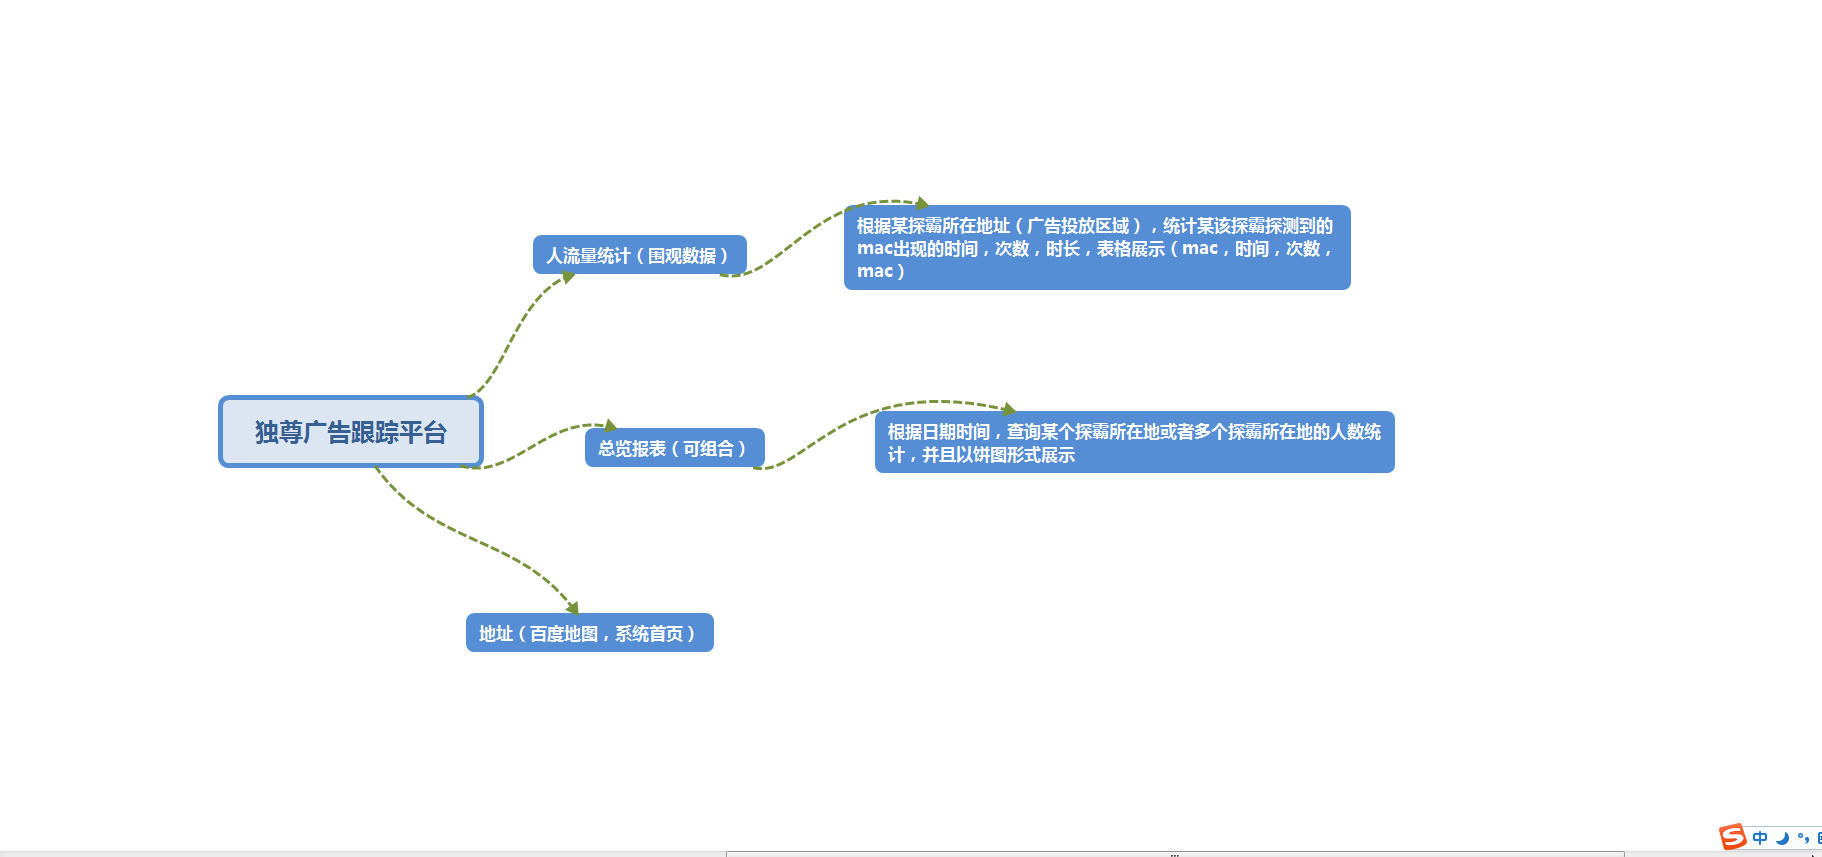 人流量统计（围观数据）
根据某探霸所在地址（广告投放区域），统计某该探霸探测到的
mac出现的时间，次数，时长，表格展示（mac，时间，次数，
mac）
独尊广告跟踪平台
总览报表（可组合）
根据日期时间，查询某个探霸所在地或者多个探霸所在地的人数统
计，并且以饼图形式展示
地址（百度地图，系统首页）
中